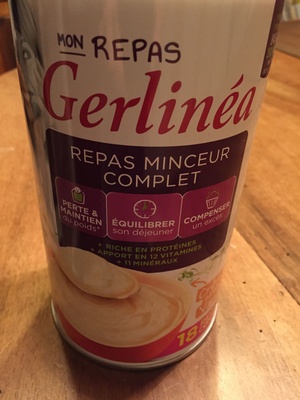 MON REPAS
Gerlinéa
REPAS MINCEUR
COMPLET
PERTE &
MAINTIEN
du poids*
ÉQUILIBRER
son déjeuner
COMPENSER
un excès
+ RICHE EN PROTÉINES
+ APPORT EN 12 VITAMINES
+ 11 MINÉRAUX
18